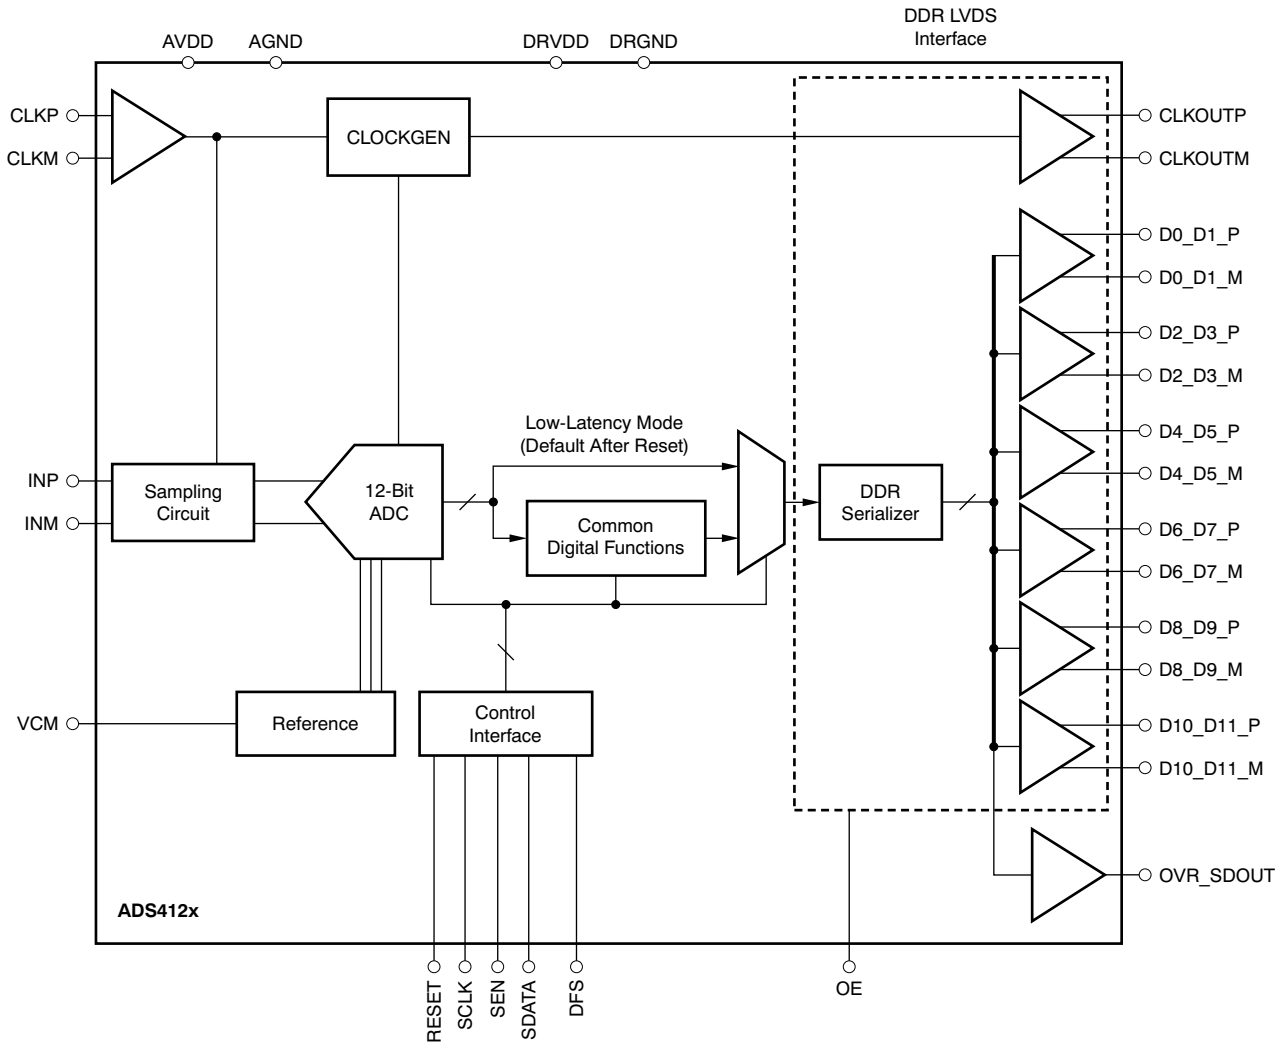 DDR LVDS
Interface
AVDD
AGND
DRVDD
DRGND
CLKP
CLKM
CLOCKGEN
CLKOUTP
CLKOUTM
D0_D1_P
D0_D1_M
D2_D3_P
D2_D3_M
Low-Latency Mode
(Default After Reset)
D4_D5_P
D4_D5_M
INP
INM
Sampling
Circuit
12-Bit
ADC
Common
Digital Functions
DDR
Serializer
D6_D7_P
D6_D7_M
D8_D9_P
D8_D9_M
VCM
Reference
Control
Interface
D10_D11_P
D10_D11_M
OVR_SDOUT
ADS412x
RESET
SCLK
SEN
SDATA
DFS
OE